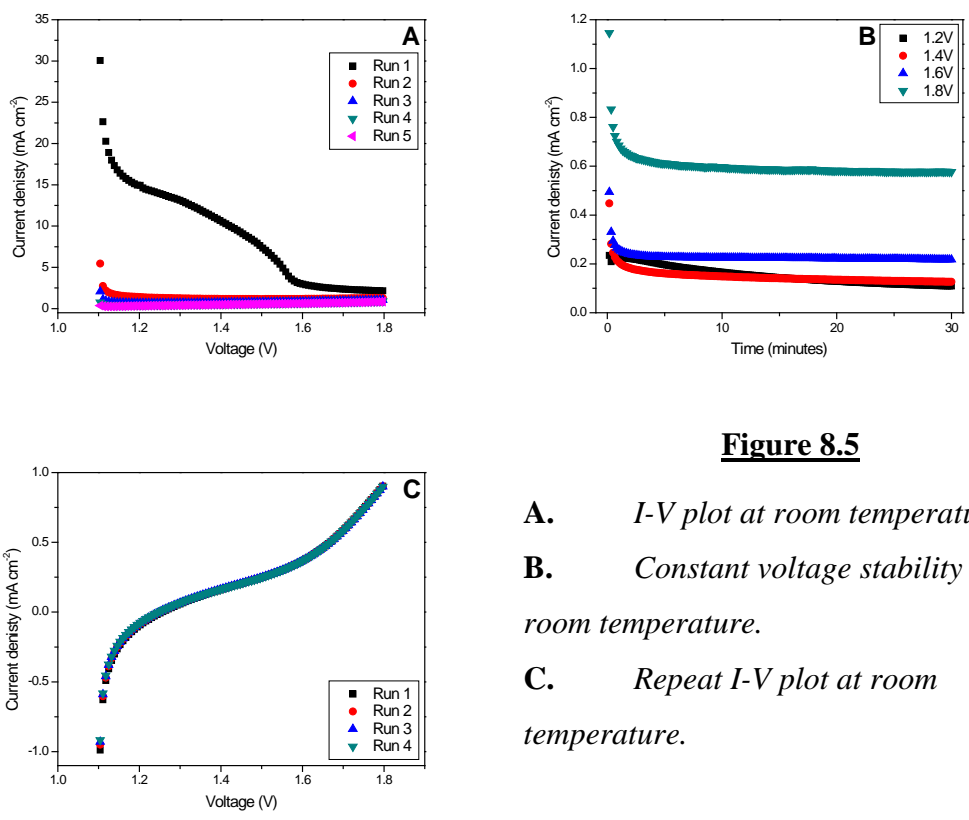 A
35
30
25
20
15
10
5
0
Current denisty (mA cm⁻²)
1.0 1.2 1.4 1.6 1.8
Voltage (V)
Run 1
Run 2
Run 3
Run 4
Run 5
B
1.2
1.0
0.8
0.6
0.4
0.2
0.0
Current denisty (mA cm⁻²)
0 10 20 30
Time (minutes)
1.2V
1.4V
1.6V
1.8V
C
1.0
0.5
0.0
-0.5
-1.0
Current denisty (mA cm⁻²)
1.0 1.2 1.4 1.6 1.8
Voltage (V)
Run 1
Run 2
Run 3
Run 4
Figure 8.5
A. I-V plot at room temperatu
B. Constant voltage stability
room temperature.
C. Repeat I-V plot at room
temperature.